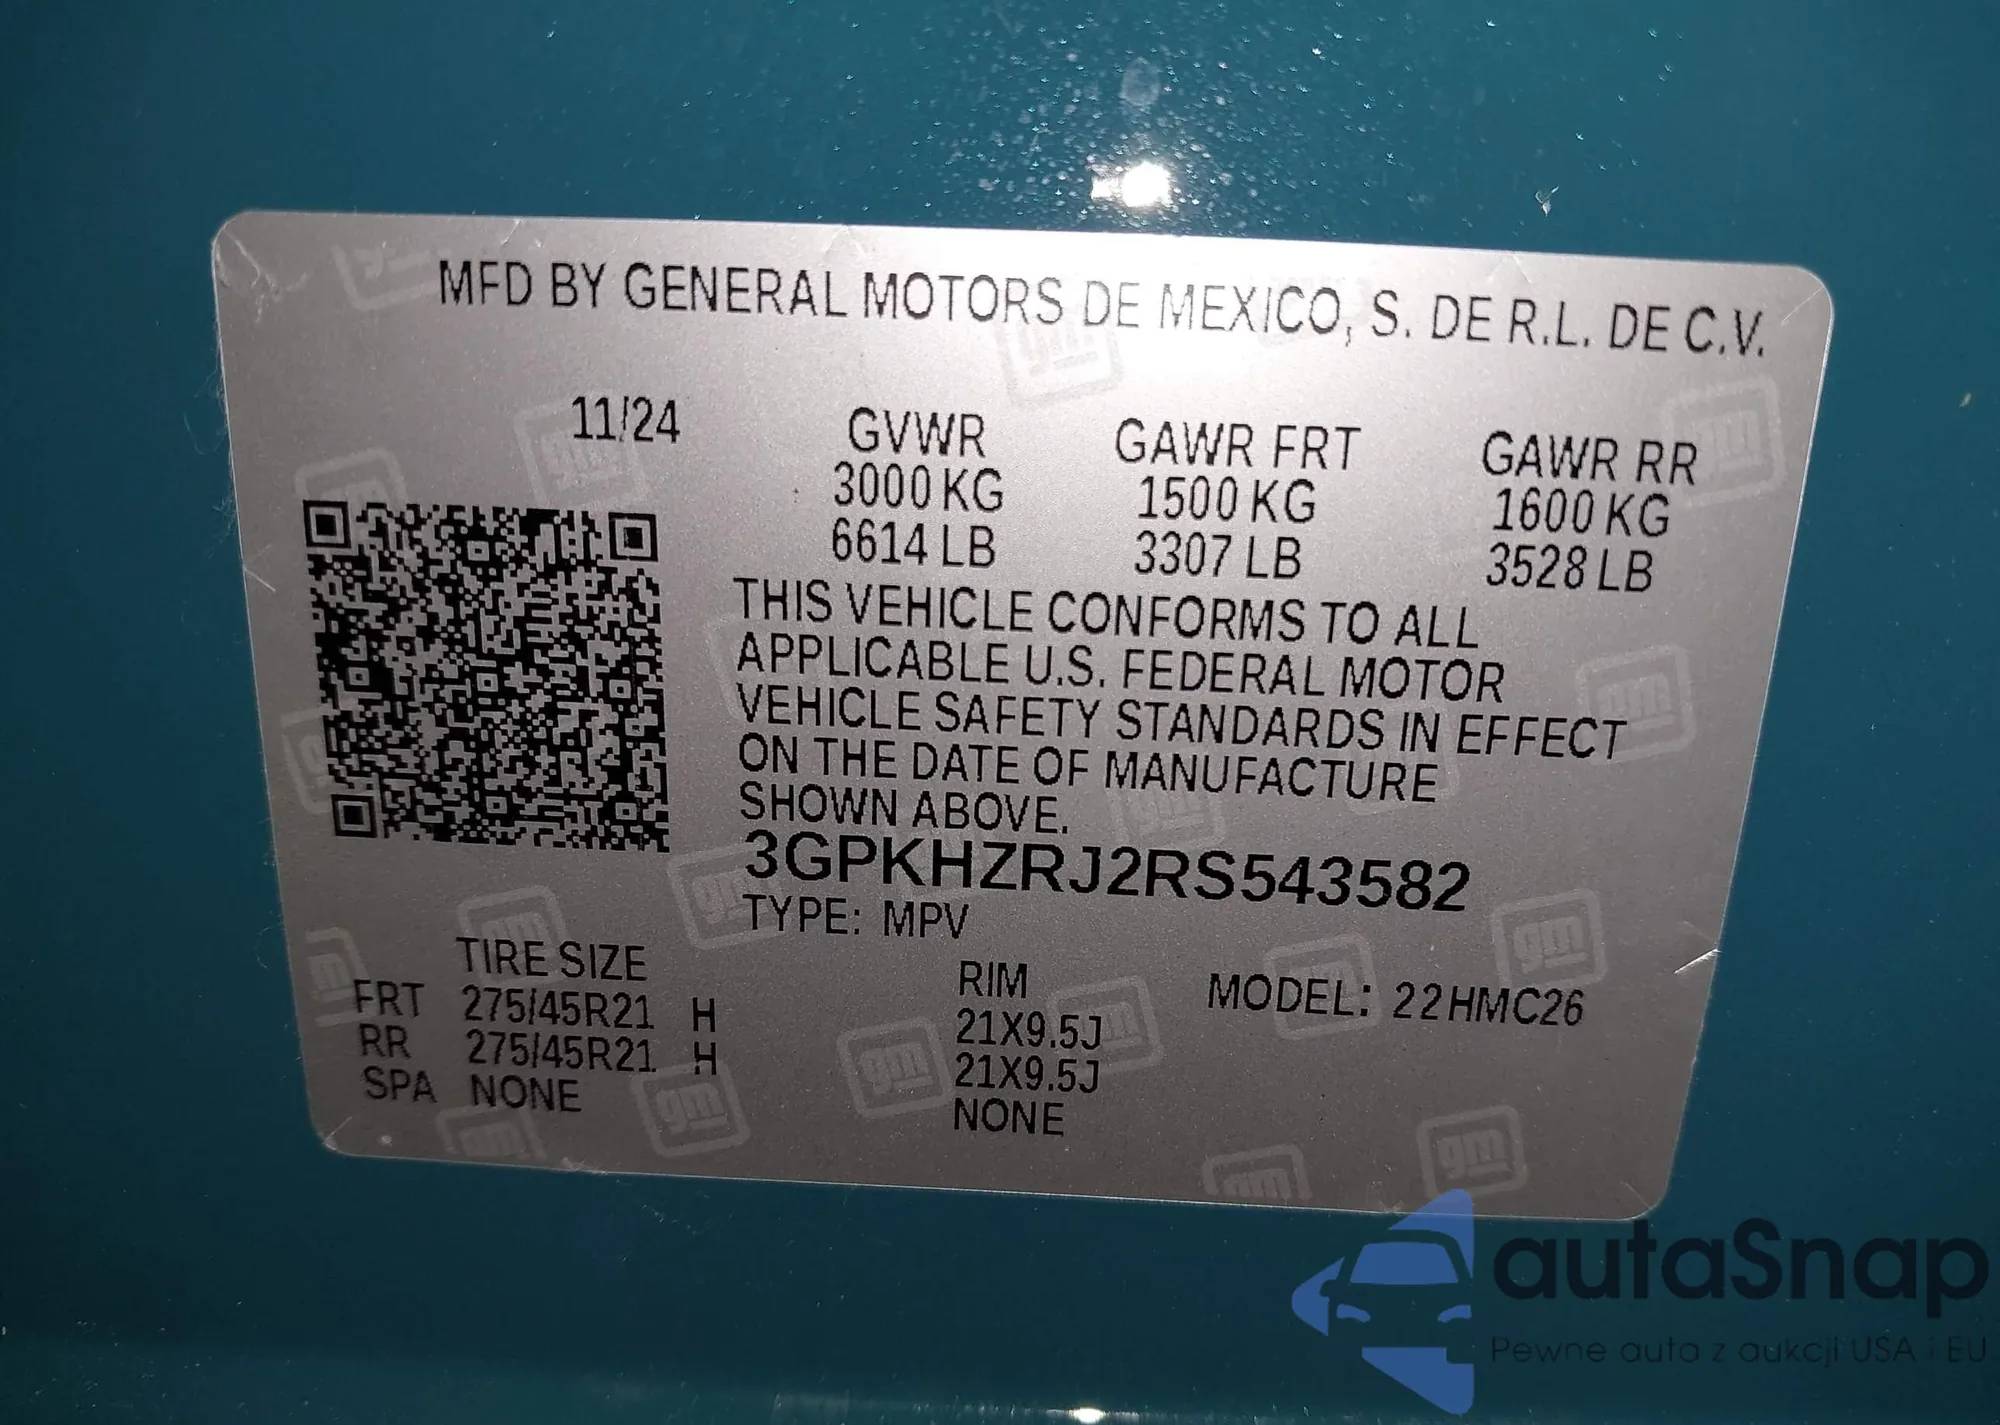 MFD BY GENERAL MOTORS DE MEXICO, S. DE R.L. DE C.V.
11/24 GVWR GAWR FRT GAWR RR
3000 KG 1500 KG 1600 KG
6614 LB 3307 LB 3528 LB
THIS VEHICLE CONFORMS TO ALL
APPLICABLE U.S. FEDERAL MOTOR
VEHICLE SAFETY STANDARDS IN EFFECT
ON THE DATE OF MANUFACTURE
SHOWN ABOVE.
3GPKHZRJ2RS543582
TYPE: MPV
TIRE SIZE RIM MODEL: 22HMC26
FRT 275/45R21 H 21X9.5J
RR 275/45R21 H 21X9.5J
SPA NONE NONE
gm
autaSnap
Pewne auta z aukcji USA i EU